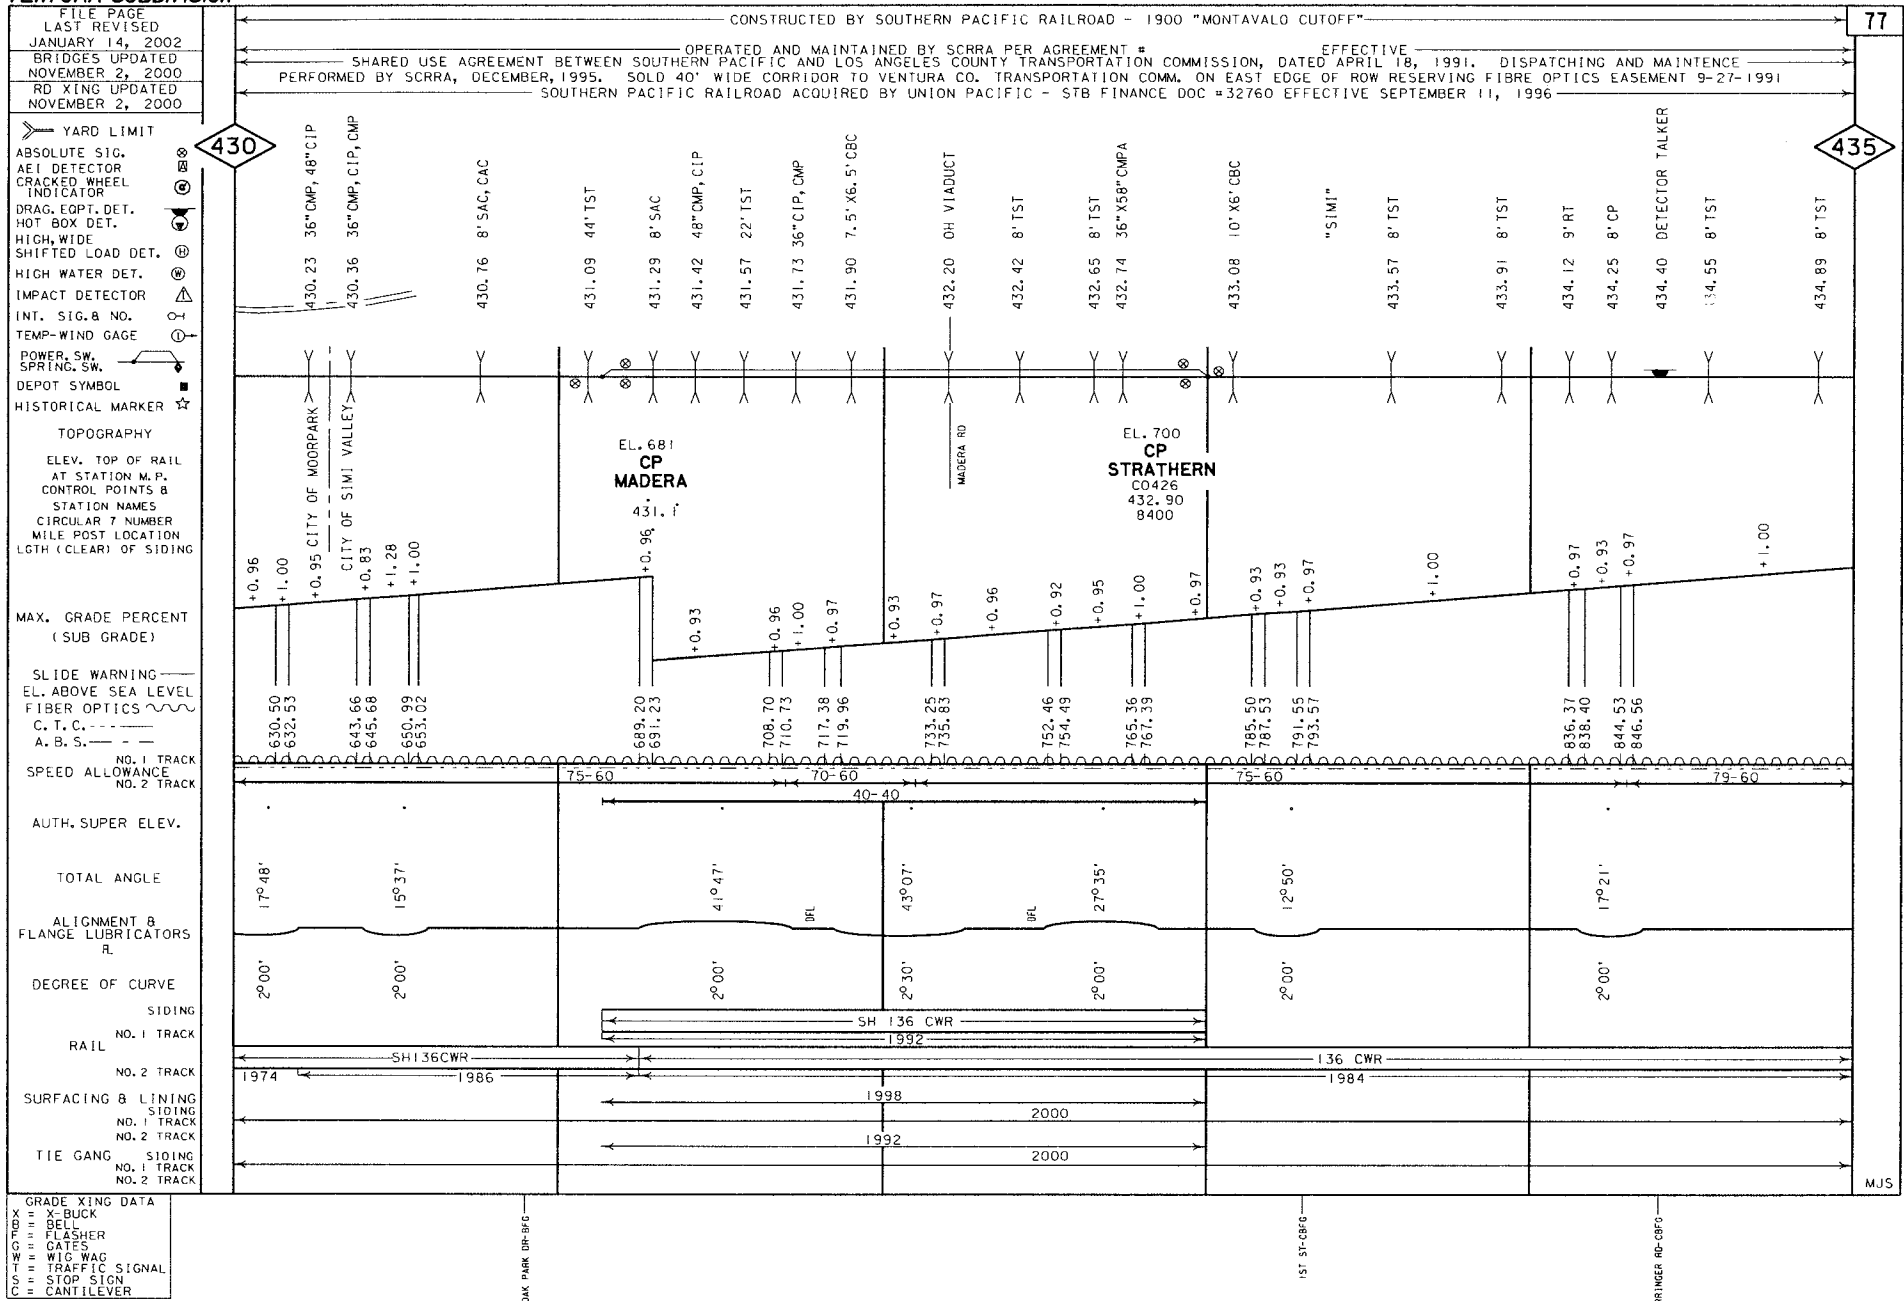 VENTURA SUBDIVISION
FILE PAGE
LAST REVISED
JANUARY 14, 2002
BRIDGES UPDATED
NOVEMBER 2, 2000
RD XING UPDATED
NOVEMBER 2, 2000
CONSTRUCTED BY SOUTHERN PACIFIC RAILROAD - 1900 "MONTAVALO CUTOFF"
77
OPERATED AND MAINTAINED BY SCRRA PER AGREEMENT # EFFECTIVE
SHARED USE AGREEMENT BETWEEN SOUTHERN PACIFIC AND LOS ANGELES COUNTY TRANSPORTATION COMMISSION, DATED APRIL 18, 1991. DISPATCHING AND MAINTENCE
PERFORMED BY SCRRA, DECEMBER, 1995. SOLD 40' WIDE CORRIDOR TO VENTURA CO. TRANSPORTATION COMM. ON EAST EDGE OF ROW RESERVING FIBRE OPTICS EASEMENT 9-27-1991
SOUTHERN PACIFIC RAILROAD ACQUIRED BY UNION PACIFIC - STB FINANCE DOC #32760 EFFECTIVE SEPTEMBER 11, 1996
YARD LIMIT
ABSOLUTE SIG.
AEI DETECTOR
CRACKED WHEEL
INDICATOR
DRAG. EQPT. DET.
HOT BOX DET.
HIGH, WIDE
SHIFTED LOAD DET. H
HIGH WATER DET. W
IMPACT DETECTOR
INT. SIG. & NO.
TEMP-WIND GAGE
POWER. SW.
SPRING. SW.
DEPOT SYMBOL
HISTORICAL MARKER
TOPOGRAPHY
ELEV. TOP OF RAIL
AT STATION M.P.
CONTROL POINTS &
STATION NAMES
CIRCULAR 7 NUMBER
MILE POST LOCATION
LGTH (CLEAR) OF SIDING
MAX. GRADE PERCENT
(SUB GRADE)
SLIDE WARNING
EL. ABOVE SEA LEVEL
FIBER OPTICS
C. T. C.
A. B. S.
NO. 1 TRACK
SPEED ALLOWANCE
NO. 2 TRACK
AUTH. SUPER ELEV.
TOTAL ANGLE
ALIGNMENT &
FLANGE LUBRICATORS
DEGREE OF CURVE
SIDING
NO. 1 TRACK
RAIL
NO. 2 TRACK
SURFACING & LINING
SIDING
NO. 1 TRACK
NO. 2 TRACK
TIE GANG SIDING
NO. 1 TRACK
NO. 2 TRACK
430
435
430.23 36" CMP, 48" CIP
430.36 36" CMP, CIP, CMP
430.76 8' SAC, CAC
431.09 44' TST
431.29 8' SAC
431.42 48" CMP, CIP
431.57 22' TST
431.73 36" CIP, CMP
431.90 7.5' X6.5' CBC
432.20 OH VIADUCT
432.42 8' TST
432.65 8' TST
432.74 36" X58" CMPA
433.08 10' X6' CBC
"SIMI"
433.57 8' TST
433.91 8' TST
434.12 9' RT
434.25 8' CP
434.40 DETECTOR TALKER
434.55 8' TST
434.89 8' TST
CITY OF MOORPARK
CITY OF SIMI VALLEY
EL. 681
CP
MADERA
431.1
MADERA RD
EL. 700
CP
STRATHERN
CO426
432.90
8400
+0.96
+1.00
+0.95
+0.83
+1.28
+1.00
+0.96
+0.93
+0.96
+1.00
+0.97
+0.93
+0.97
+0.96
+0.92
+0.95
+1.00
+0.97
+0.93
+0.93
+0.97
+1.00
+0.97
+0.93
+0.97
+1.00
630.50
632.53
643.66
645.68
650.99
653.02
689.20
691.23
708.70
710.73
717.38
719.96
733.25
735.83
752.46
754.49
765.36
767.39
785.50
787.53
791.55
793.57
836.37
838.40
844.53
846.56
75-60
70-60
75-60
79-60
40-40
17°48'
15°37'
41°47'
43°07'
27°35'
12°50'
17°21'
DFL
DFL
2°00'
2°00'
2°00'
2°30'
2°00'
2°00'
2°00'
SH 136 CWR
1992
SH136CWR
136 CWR
1974
1986
1984
1998
2000
1992
2000
MJS
GRADE XING DATA
X = X-BUCK
B = BELL
F = FLASHER
G = GATES
W = WIG WAG
T = TRAFFIC SIGNAL
S = STOP SIGN
C = CANTILEVER
OAK PARK DR-BFG
1ST ST-CBFG
RRINGER RD-CBFG